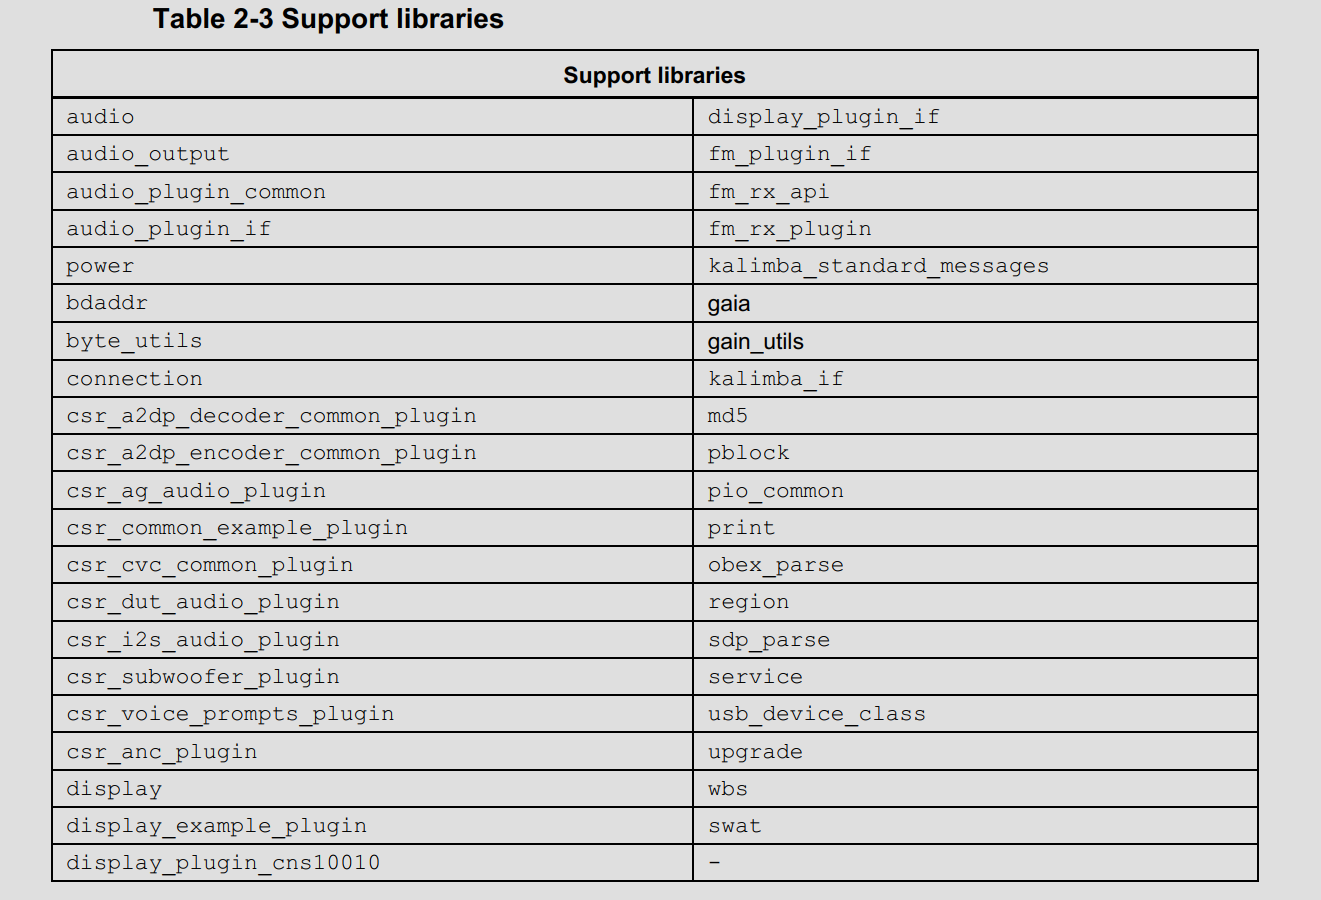 Table 2-3 Support libraries
Support libraries
audio display_plugin_if
audio_output fm_plugin_if
audio_plugin_common fm_rx_api
audio_plugin_if fm_rx_plugin
power kalimba_standard_messages
bdaddr gaia
byte_utils gain_utils
connection kalimba_if
csr_a2dp_decoder_common_plugin md5
csr_a2dp_encoder_common_plugin pblock
csr_ag_audio_plugin pio_common
csr_common_example_plugin print
csr_cvc_common_plugin obex_parse
csr_dut_audio_plugin region
csr_i2s_audio_plugin sdp_parse
csr_subwoofer_plugin service
csr_voice_prompts_plugin usb_device_class
csr_anc_plugin upgrade
display wbs
display_example_plugin swat
display_plugin_cns10010 -